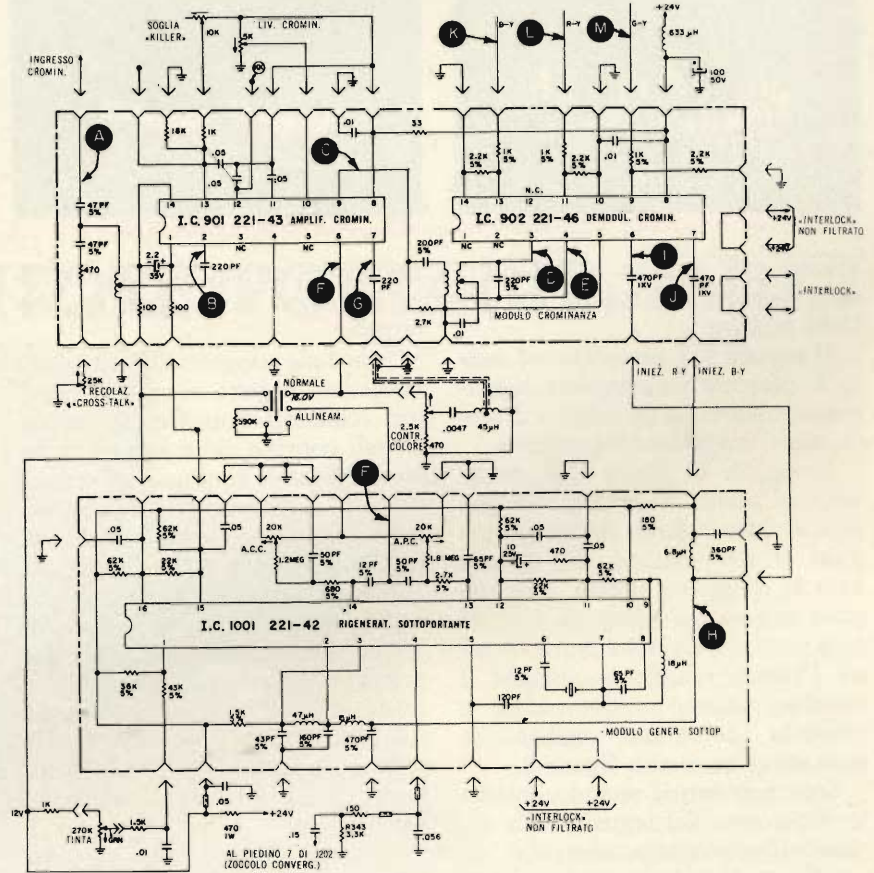 SOGLIA «KILLER»
LIV. CROMIN.
10K
5K
INGRESSO CROMIN.
K
B-Y
L
R-Y
M
G-Y
+24V
633 µH
100 50V
A
18K
1K
.05
.05
.05
C
.01
33
2.2K 5%
1K 5%
1K 5%
2.2K 5%
.01
1K 5%
2.2K 5%
47PF 5%
47PF 5%
470
14
13
12
11
10
9
8
I.C. 901 221-43 AMPLIF. CROMIN.
1
2
3
NC
4
5
NC
6
7
14
13
12
N.C.
11
10
9
8
I.C. 902 221-46 DEMODUL. CROMIN.
1
NC
2
NC
3
4
5
6
7
+24V
+24V
«INTERLOCK» NON FILTRATO
«INTERLOCK»
2.2 35V
220 PF
B
F
G
220 PF
200PF 5%
220PF 5%
D
E
I
470PF 1KV
J
470 PF 1KV
100
100
2.7K
.01
MODULO CROMINANZA
25K
REGOLAZ. «CROSS-TALK»
NORMALE
16.0V
ALLINEAM.
390K
2.5K CONTR. COLORE
.0047
45µH
470
INIEZ. R-Y
INIEZ. B-Y
F
.05
62K 5%
.05
20K
A.C.C.
20K
A.P.C.
62K 5%
.05
180 5%
62K 5%
22K 5%
1.2MEG
50PF 5%
12PF 5%
50PF 5%
1.8 MEG
65PF 5%
10 25V
470
.05
6.8µH
360PF 5%
680 5%
2.7K 5%
22K 5%
62K 5%
16
15
14
13
12
11
10
9
I.C. 1001 221-42 RIGENERAT. SOTTOPORTANTE
1
2
3
4
5
6
7
8
H
36K 5%
43K 5%
12PF 5%
65PF 5%
18µH
120PF
1.5K 5%
47µH
43PF 5%
160PF 5%
470PF 5%
MODULO GENER. SOTTOP
12V
1K
270K TINTA
GRN
1.5K
.01
.05
470 1W
+24V
.15
150
R343 3.3K
.056
AL PIEDINO 7 DI J202 (ZOCCOLO CONVERG.)
+24V
+24V
«INTERLOCK» NON FILTRATO